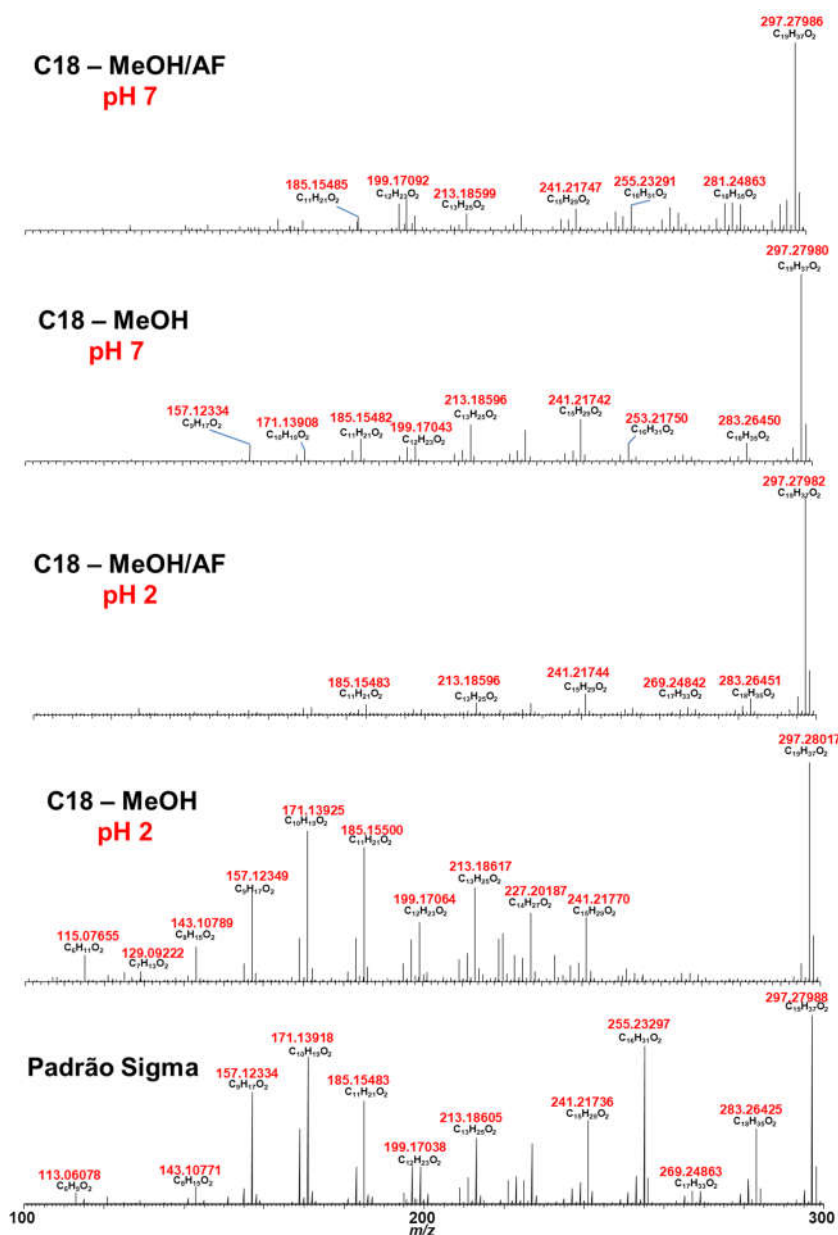 297.27986
C₁₉H₃₇O₂
C18 – MeOH/AF
pH 7
185.15485
C₁₁H₂₁O₂
199.17092
C₁₂H₂₃O₂
213.18599
C₁₃H₂₅O₂
241.21747
C₁₅H₂₉O₂
255.23291
C₁₆H₃₁O₂
281.24863
C₁₈H₃₅O₂
297.27980
C₁₉H₃₇O₂
C18 – MeOH
pH 7
157.12334
C₉H₁₇O₂
171.13908
C₁₀H₁₉O₂
185.15482
C₁₁H₂₁O₂
199.17043
C₁₂H₂₃O₂
213.18596
C₁₃H₂₅O₂
241.21742
C₁₅H₂₉O₂
253.21750
C₁₆H₃₁O₂
283.26450
C₁₈H₃₅O₂
297.27982
C₁₉H₃₇O₂
C18 – MeOH/AF
pH 2
185.15483
C₁₁H₂₁O₂
213.18596
C₁₃H₂₅O₂
241.21744
C₁₅H₂₉O₂
269.24842
C₁₇H₃₃O₂
283.26451
C₁₈H₃₅O₂
297.28017
C₁₉H₃₇O₂
C18 – MeOH
pH 2
115.07655
C₆H₁₁O₂
129.09222
C₇H₁₃O₂
143.10789
C₈H₁₅O₂
157.12349
C₉H₁₇O₂
171.13925
C₁₀H₁₉O₂
185.15500
C₁₁H₂₁O₂
199.17064
C₁₂H₂₃O₂
213.18617
C₁₃H₂₅O₂
227.20187
C₁₄H₂₇O₂
241.21770
C₁₅H₂₉O₂
297.27988
C₁₉H₃₇O₂
Padrão Sigma
113.06078
C₆H₉O₂
143.10771
C₈H₁₅O₂
157.12334
C₉H₁₇O₂
171.13918
C₁₀H₁₉O₂
185.15483
C₁₁H₂₁O₂
199.17038
C₁₂H₂₃O₂
213.18605
C₁₃H₂₅O₂
241.21736
C₁₅H₂₉O₂
255.23297
C₁₆H₃₁O₂
269.24863
C₁₇H₃₃O₂
283.26425
C₁₈H₃₅O₂
100
200
300
m/z